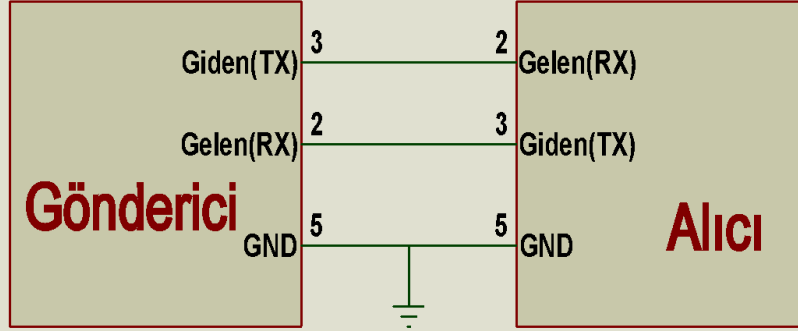 Giden(TX) 3 2 Gelen(RX)
Gelen(RX) 2 3 Giden(TX)
Gönderici Alıcı
GND 5 5 GND